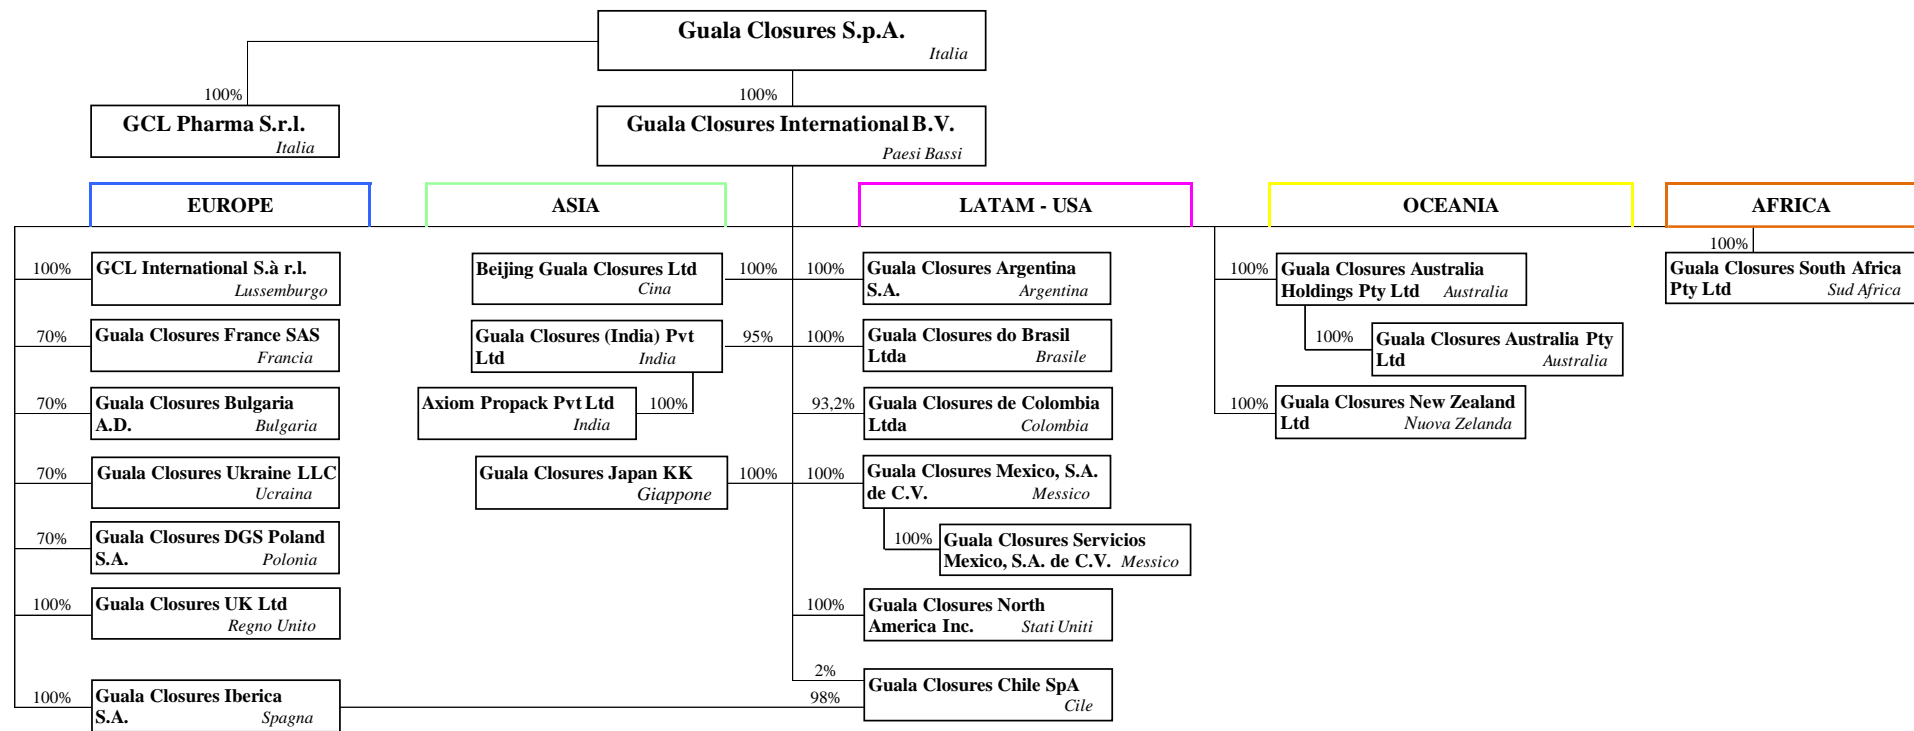 Guala Closures S.p.A.
Italia
100%
100%
GCL Pharma S.r.l.
Italia
Guala Closures International B.V.
Paesi Bassi
EUROPE
ASIA
LATAM - USA
OCEANIA
AFRICA
100%
GCL International S.à r.l.
Lussemburgo
70%
Guala Closures France SAS
Francia
70%
Guala Closures Bulgaria
A.D. Bulgaria
70%
Guala Closures Ukraine LLC
Ucraina
70%
Guala Closures DGS Poland
S.A. Polonia
100%
Guala Closures UK Ltd
Regno Unito
100%
Guala Closures Iberica
S.A. Spagna
Beijing Guala Closures Ltd
Cina
100%
Guala Closures (India) Pvt
Ltd India
95%
Axiom Propack Pvt Ltd
India
100%
Guala Closures Japan KK
Giappone
100%
100%
Guala Closures Argentina
S.A. Argentina
100%
Guala Closures do Brasil
Ltda Brasile
93,2%
Guala Closures de Colombia
Ltda Colombia
100%
Guala Closures Mexico, S.A.
de C.V. Messico
100%
Guala Closures Servicios
Mexico, S.A. de C.V. Messico
100%
Guala Closures North
America Inc. Stati Uniti
2%
98%
Guala Closures Chile SpA
Cile
100%
Guala Closures Australia
Holdings Pty Ltd Australia
100%
Guala Closures Australia Pty
Ltd Australia
100%
Guala Closures New Zealand
Ltd Nuova Zelanda
100%
Guala Closures South Africa
Pty Ltd Sud Africa